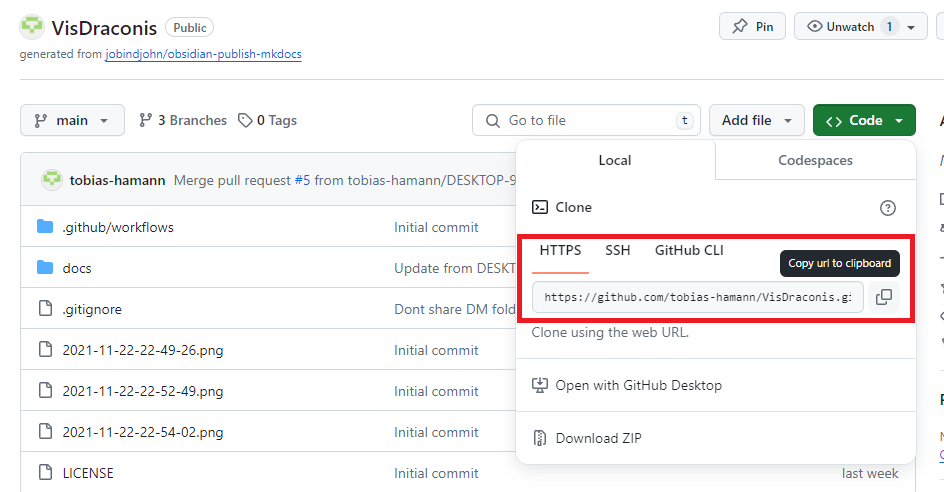 VisDraconis Public
Pin
Unwatch 1
generated from jobindjohn/obsidian-publish-mkdocs
main
3 Branches
0 Tags
Go to file t
Add file
Code
Local
Codespaces
tobias-hamann Merge pull request #5 from tobias-hamann/DESKTOP-9
Clone
.github/workflows Initial commit
HTTPS SSH GitHub CLI
Copy url to clipboard
docs Update from DESKT
https://github.com/tobias-hamann/VisDraconis.gi
.gitignore Dont share DM fold
Clone using the web URL.
2021-11-22-22-49-26.png Initial commit
Open with GitHub Desktop
2021-11-22-22-52-49.png Initial commit
2021-11-22-22-54-02.png Initial commit
Download ZIP
LICENSE Initial commit last week